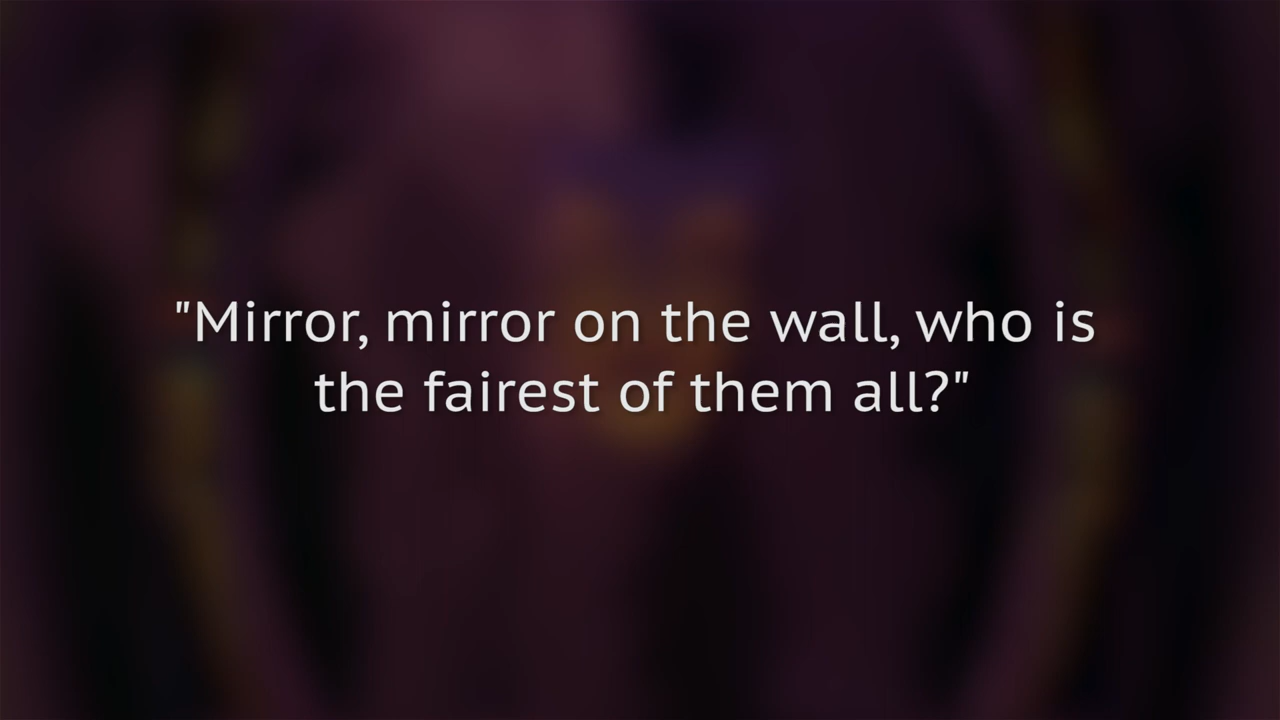 "Mirror, mirror on the wall, who is
the fairest of them all?"